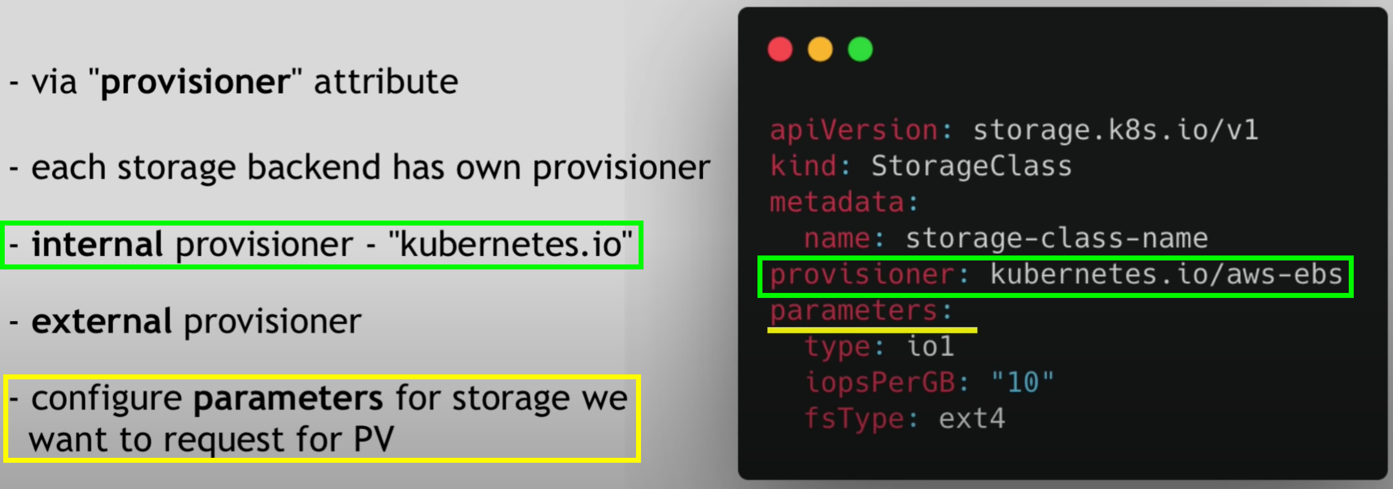 - via "provisioner" attribute
- each storage backend has own provisioner
- internal provisioner - "kubernetes.io"
- external provisioner
- configure parameters for storage we
want to request for PV
apiVersion: storage.k8s.io/v1
kind: StorageClass
metadata:
  name: storage-class-name
provisioner: kubernetes.io/aws-ebs
parameters:
  type: io1
  iopsPerGB: "10"
  fsType: ext4